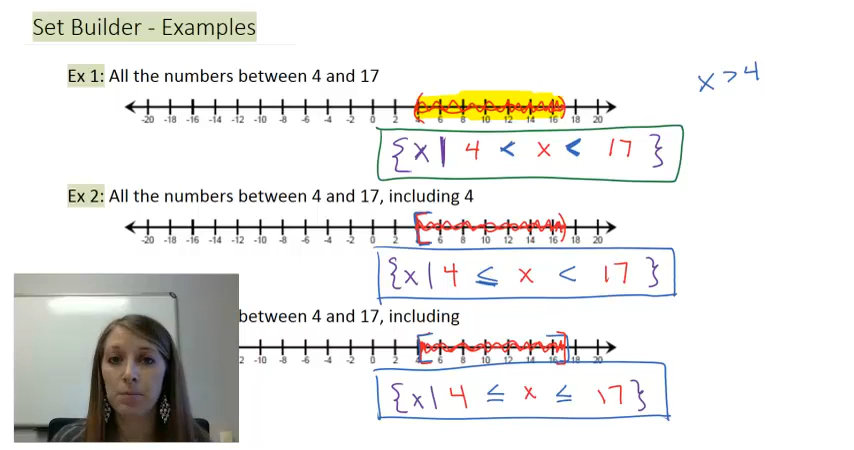 Set Builder - Examples
Ex 1: All the numbers between 4 and 17
x > 4
-20 -18 -16 -14 -12 -10 -8 -6 -4 -2 0 2 4 6 8 10 12 14 16 18 20
{x | 4 < x < 17}
Ex 2: All the numbers between 4 and 17, including 4
-20 -18 -16 -14 -12 -10 -8 -6 -4 -2 0 2 6 8 10 12 14 16 18 20
{x | 4 ≤ x < 17}
between 4 and 17, including
2 -10 -8 -6 -4 -2 0 2 6 8 10 12 14 16 18 20
{x | 4 ≤ x ≤ 17}